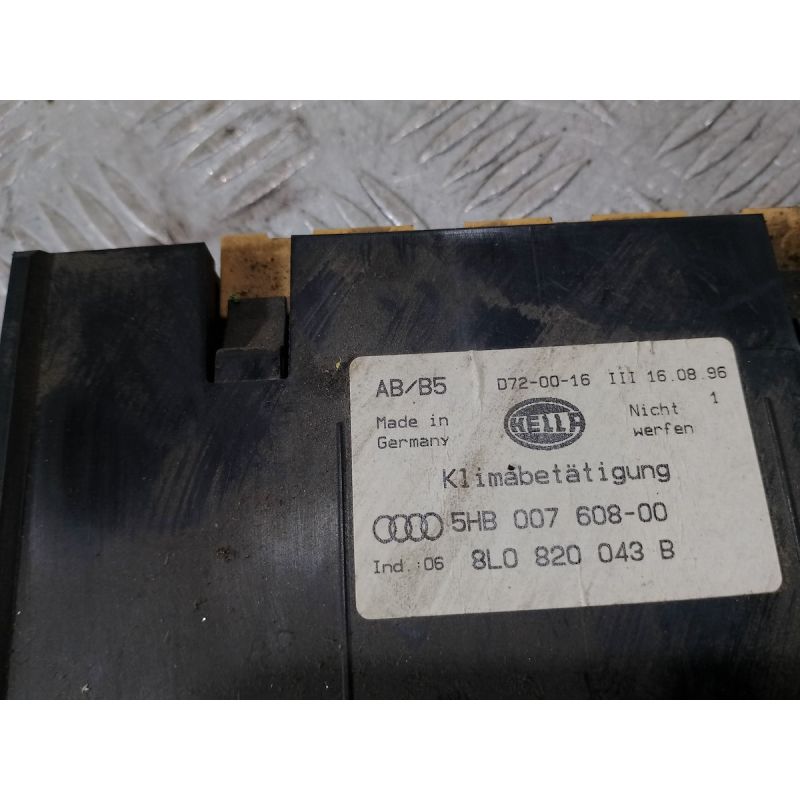 AB/B5 D72-00-16 III 16.08.96
Made in Germany
HELLA
Nicht werfen
1
Klimabetätigung
5HB 007 608-00
Ind.:06 8L0 820 043 B